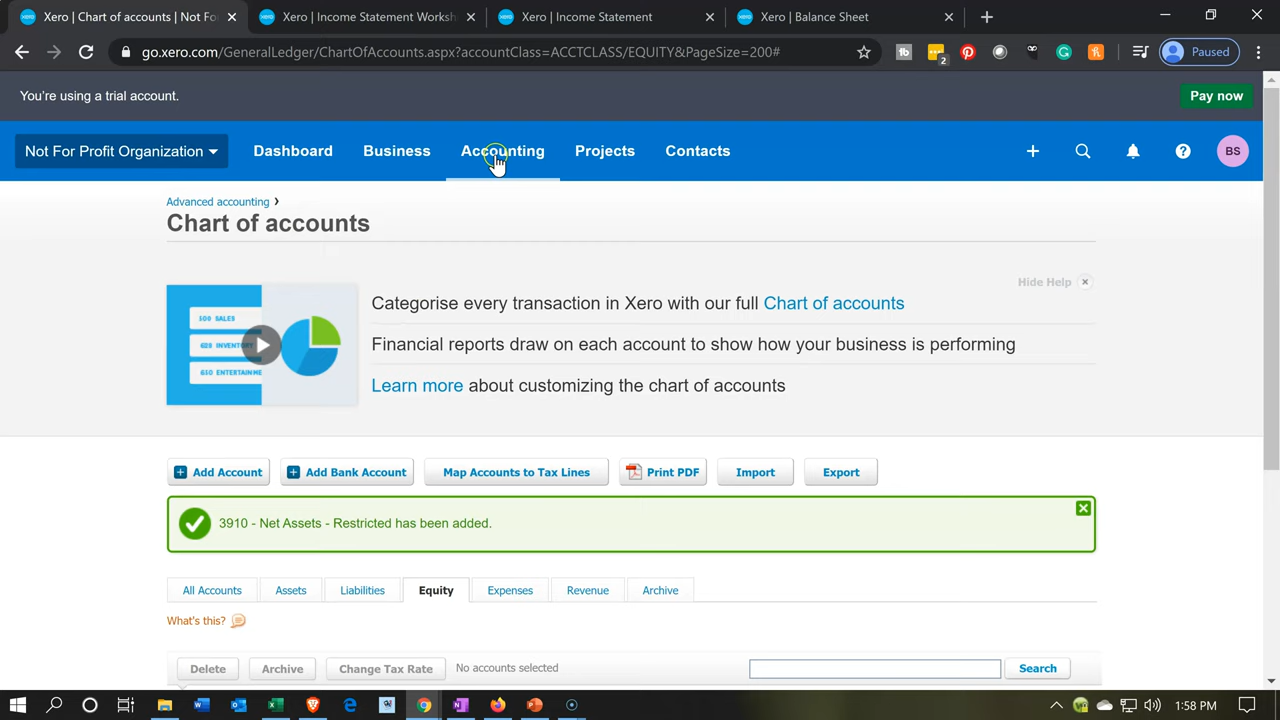 Xero | Chart of accounts | Not Fo
Xero | Income Statement Worksh
Xero | Income Statement
Xero | Balance Sheet
go.xero.com/GeneralLedger/ChartOfAccounts.aspx?accountClass=ACCTCLASS/EQUITY&PageSize=200#
2
Paused
You're using a trial account.
Pay now
Not For Profit Organization
Dashboard
Business
Accounting
Projects
Contacts
BS
Advanced accounting
Chart of accounts
Hide Help
Categorise every transaction in Xero with our full Chart of accounts
Financial reports draw on each account to show how your business is performing
Learn more about customizing the chart of accounts
Add Account
Add Bank Account
Map Accounts to Tax Lines
Print PDF
Import
Export
3910 - Net Assets - Restricted has been added.
All Accounts
Assets
Liabilities
Equity
Expenses
Revenue
Archive
What's this?
Delete
Archive
Change Tax Rate
No accounts selected
Search
1:58 PM